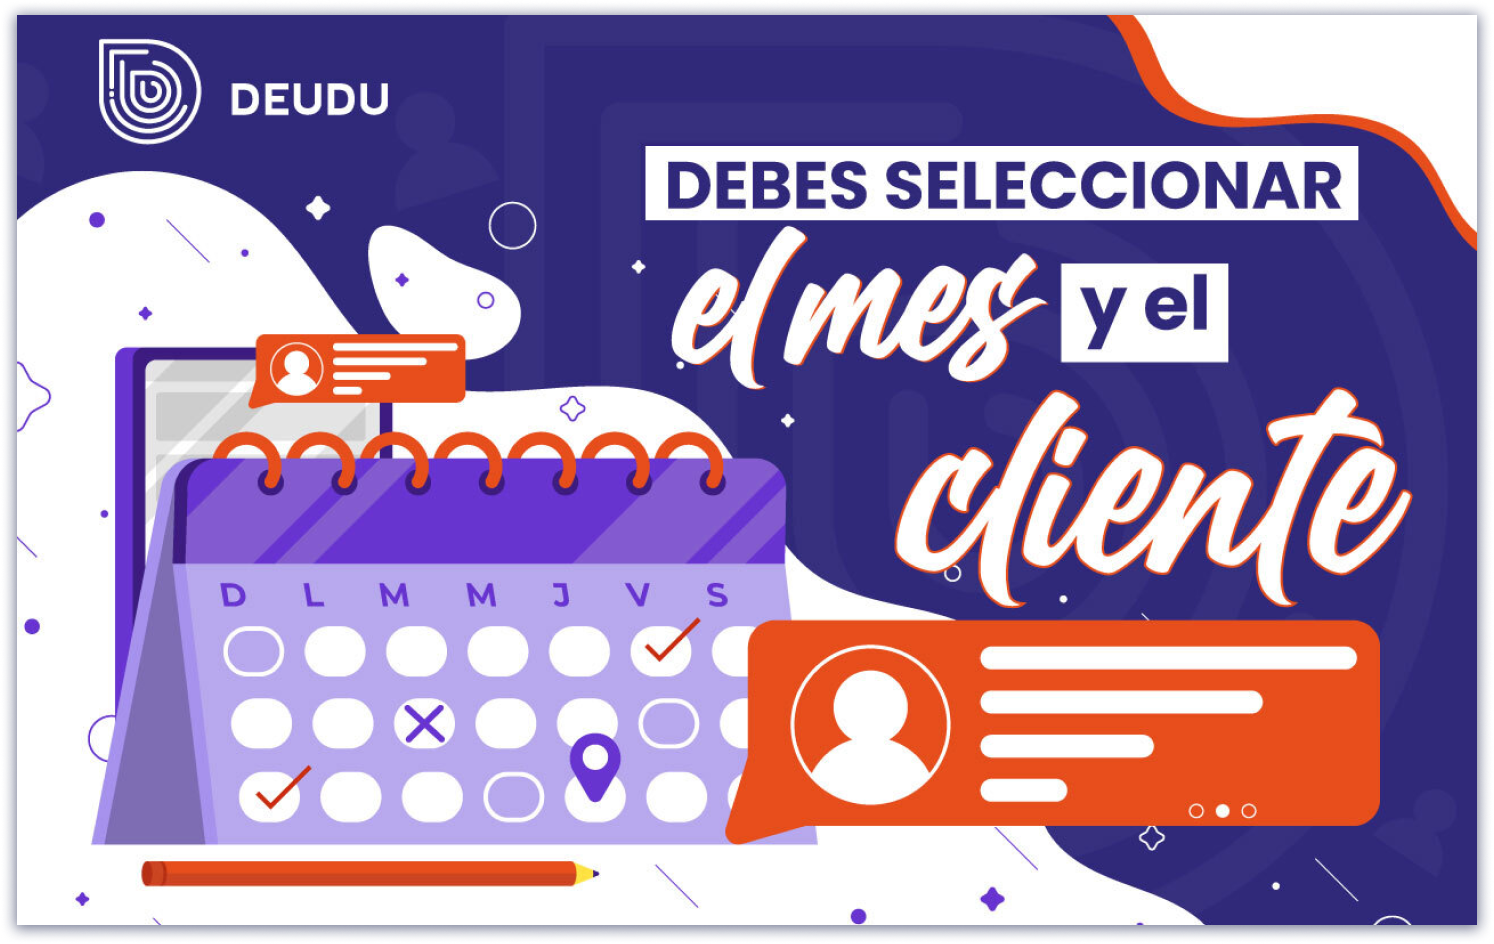 DEUDU
DEBES SELECCIONAR
el mes y el
cliente
D L M M J V S